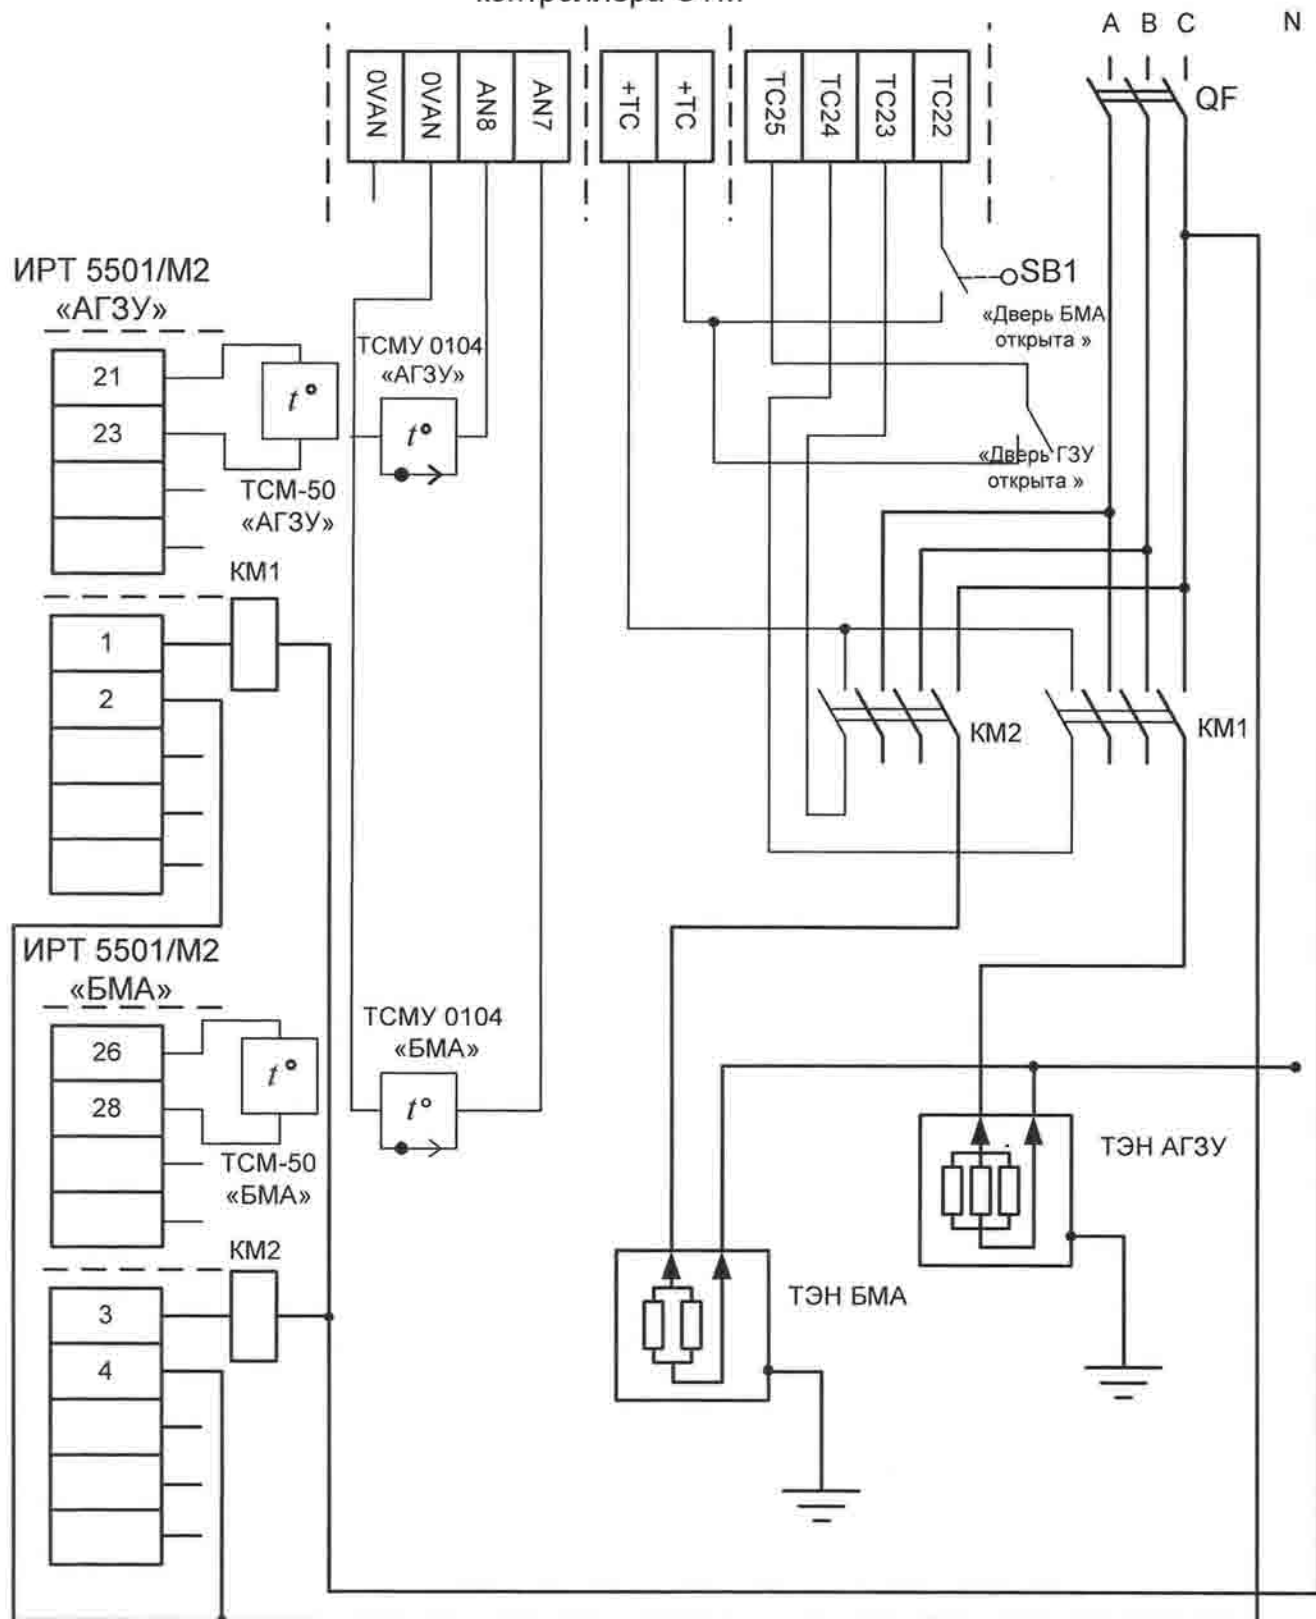 A B C N
0VAN 0VAN AN8 AN7 +TC +TC TC25 TC24 TC23 TC22
QF
SB1
«Дверь БМА
открыта »
ИРТ 5501/М2
«АГЗУ»
21
23
t°
ТСМ-50
«АГЗУ»
ТСМУ 0104
«АГЗУ»
t°
«Дверь ГЗУ
открыта »
КМ1
1
2
КМ2
КМ1
ИРТ 5501/М2
«БМА»
26
28
t°
ТСМ-50
«БМА»
ТСМУ 0104
«БМА»
t°
ТЭН АГЗУ
КМ2
3
4
ТЭН БМА